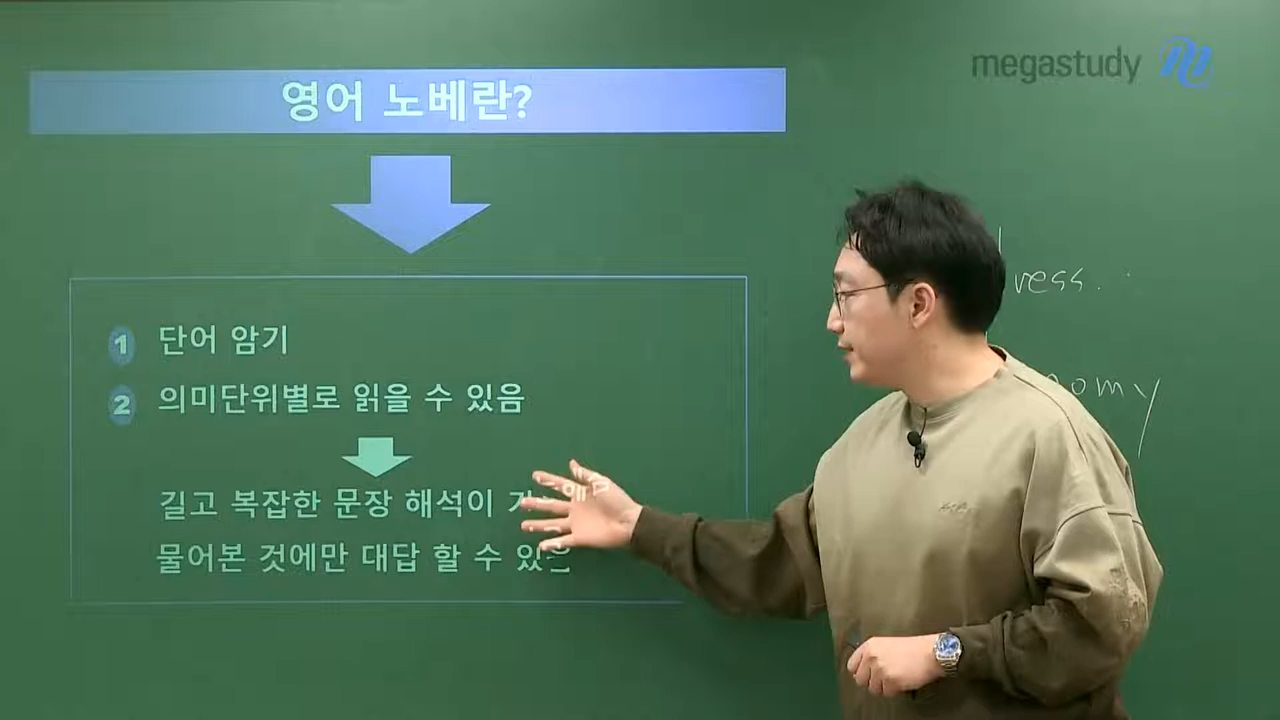 영어 노베란?
megastudy
1 단어 암기
2 의미단위별로 읽을 수 있음
길고 복잡한 문장 해석이
물어본 것에만 대답 할 수 있음